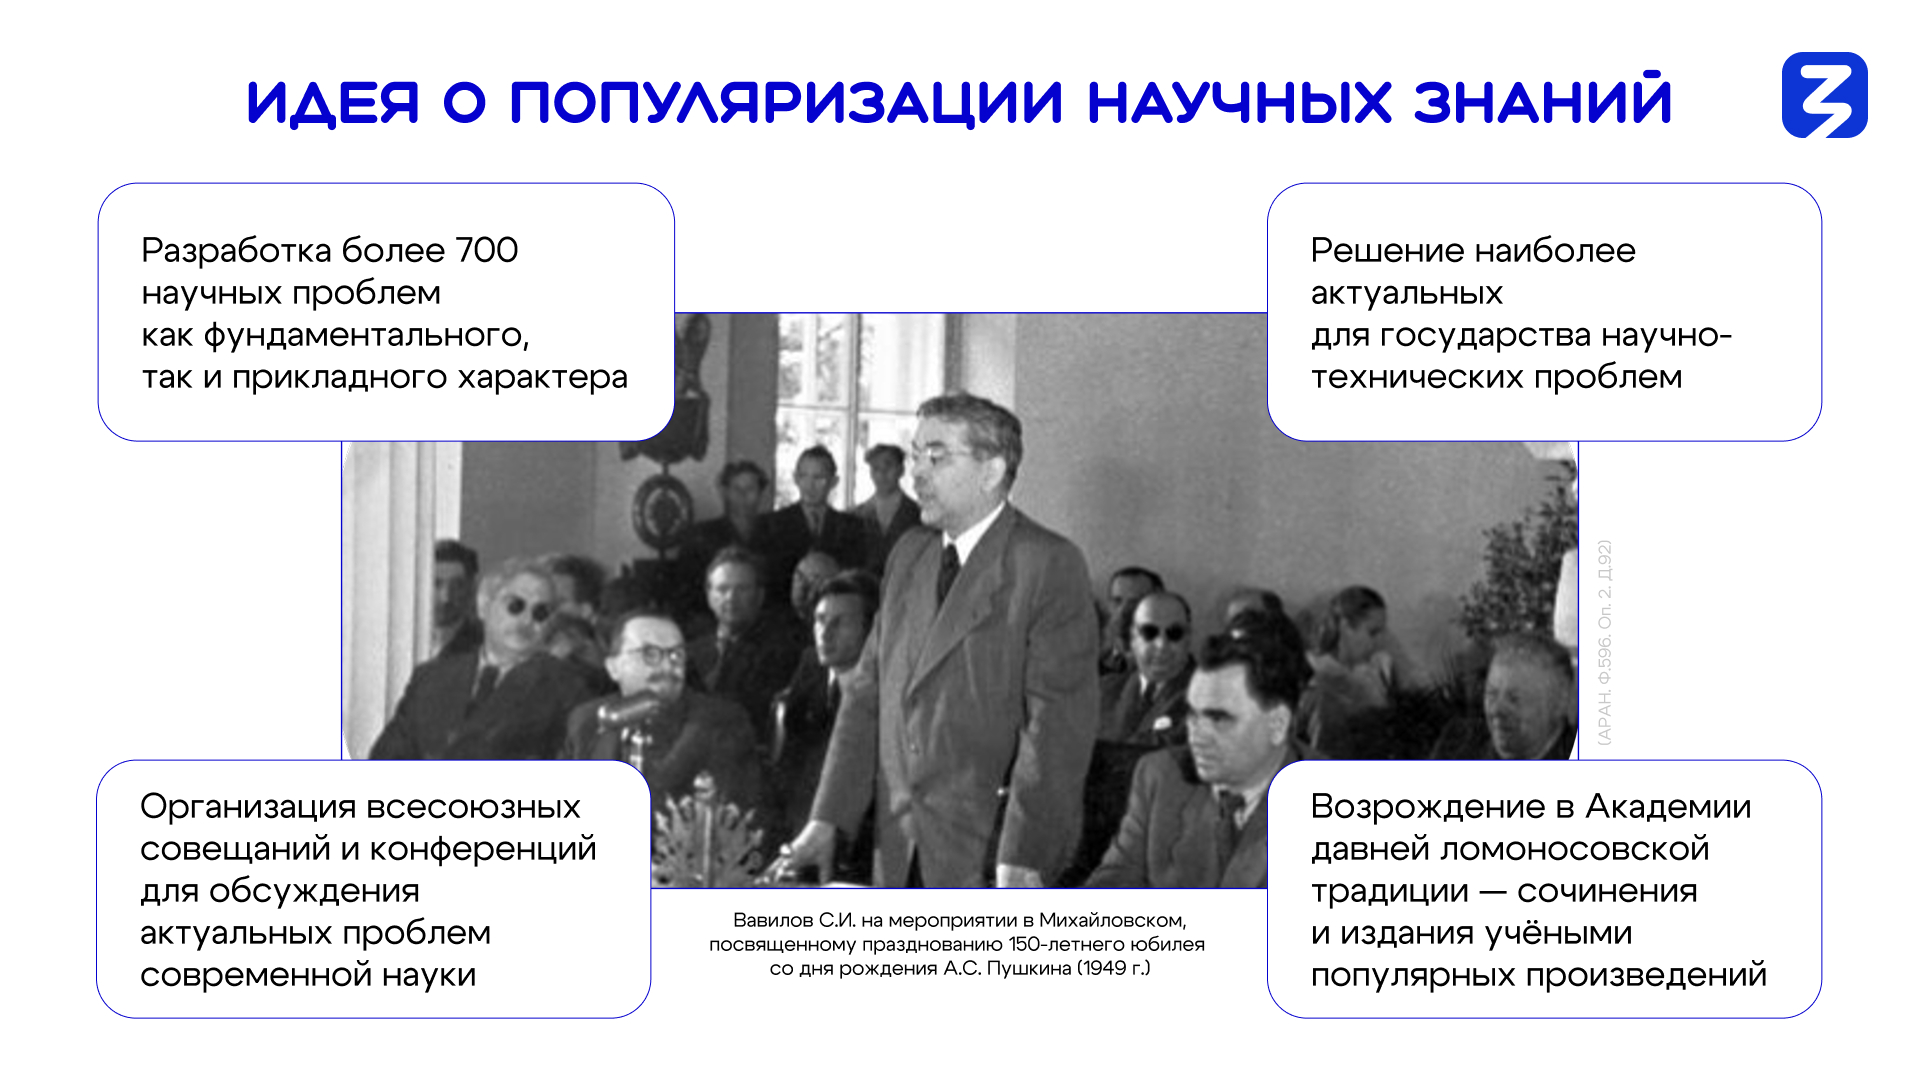 ИДЕЯ О ПОПУЛЯРИЗАЦИИ НАУЧНЫХ ЗНАНИЙ
Разработка более 700
научных проблем
как фундаментального,
так и прикладного характера
Решение наиболее
актуальных
для государства научно-
технических проблем
(АРАН. Ф.596. Оп. 2. Д.92)
Организация всесоюзных
совещаний и конференций
для обсуждения
актуальных проблем
современной науки
Вавилов С.И. на мероприятии в Михайловском,
посвященному празднованию 150-летнего юбилея
со дня рождения А.С. Пушкина (1949 г.)
Возрождение в Академии
давней ломоносовской
традиции — сочинения
и издания учёными
популярных произведений